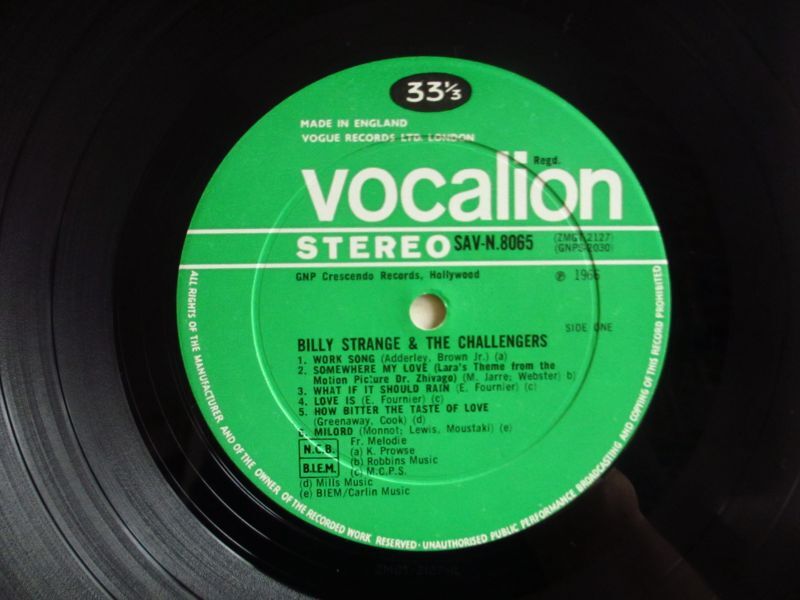 33⅓
MADE IN ENGLAND
VOGUE RECORDS LTD. LONDON
Regd.
vocalion
STEREO SAV-N.8065 (ZMGT 2127)
(GNPS 2030)
GNP Crescendo Records, Hollywood ℗ 1966
SIDE ONE
BILLY STRANGE & THE CHALLENGERS
1. WORK SONG (Adderley, Brown Jr.) (a)
2. SOMEWHERE MY LOVE (Lara's Theme from the
Motion Picture Dr. Zhivago) (M. Jarre; Webster) b)
3. WHAT IF IT SHOULD RAIN (E. Fournier) (c)
4. LOVE IS (E. Fournier) (c)
5. HOW BITTER THE TASTE OF LOVE
(Greenaway, Cook) (d)
6. MILORD (Monnot; Lewis, Moustaki) (e)
Fr. Melodie
N.C.B. (a) K. Prowse
(b) Robbins Music
B.I.E.M. (c) M.C.P.S.
(d) Mills Music
(e) BIEM/Carlin Music
ALL RIGHTS OF THE MANUFACTURER AND OF THE OWNER OF THE RECORDED WORK RESERVED · UNAUTHORISED PUBLIC PERFORMANCE BROADCASTING AND COPYING OF THIS RECORD PROHIBITED